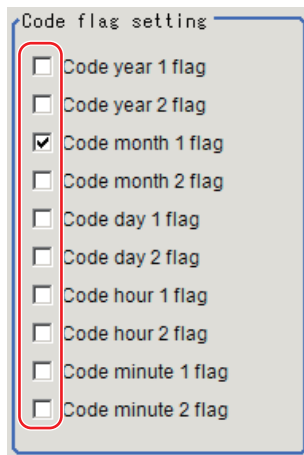 Code flag setting
Code year 1 flag
Code year 2 flag
Code month 1 flag
Code month 2 flag
Code day 1 flag
Code day 2 flag
Code hour 1 flag
Code hour 2 flag
Code minute 1 flag
Code minute 2 flag